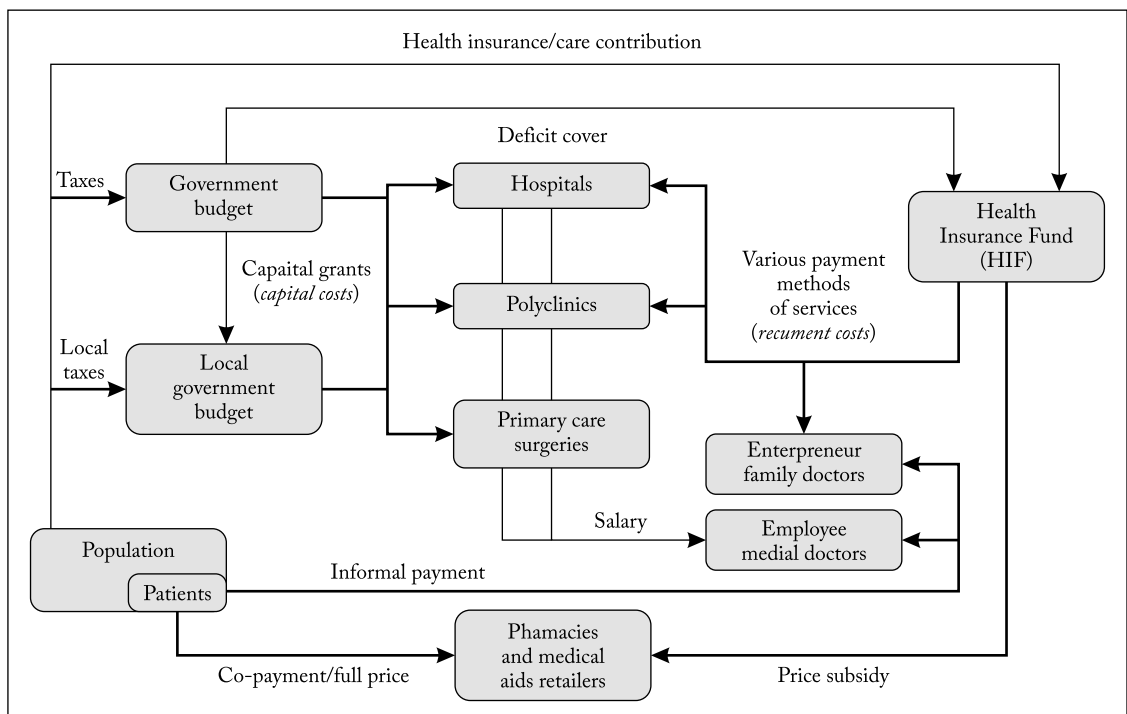 Health insurance/care contribution
Deficit cover
Taxes
Government
budget
Hospitals
Health
Insurance Fund
(HIF)
Capaital grants
(capital costs)
Various payment
methods
of services
(recument costs)
Polyclinics
Local
taxes
Local
government
budget
Primary care
surgeries
Enterpreneur
family doctors
Salary
Employee
medial doctors
Population
Patients
Informal payment
Phamacies
and medical
aids retailers
Co-payment/full price
Price subsidy